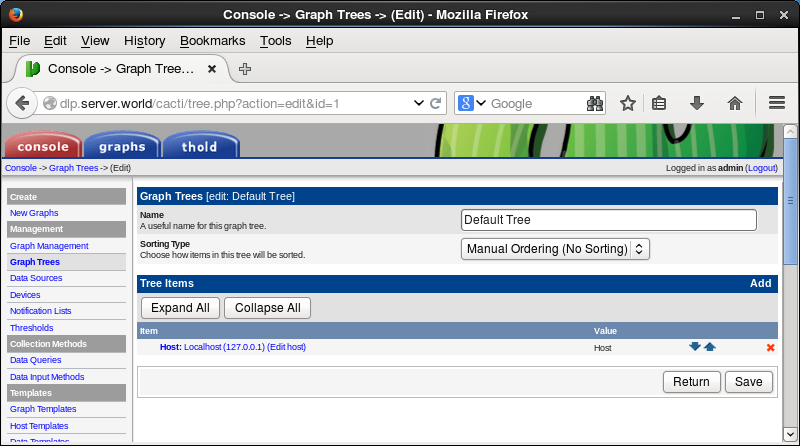 Console -> Graph Trees -> (Edit) - Mozilla Firefox
File Edit View History Bookmarks Tools Help
Console -> Graph Tree...
dlp.server.world/cacti/tree.php?action=edit&id=1
Google
console graphs thold
Console -> Graph Trees -> (Edit)
Logged in as admin (Logout)
Create
New Graphs
Management
Graph Management
Graph Trees
Data Sources
Devices
Notification Lists
Thresholds
Collection Methods
Data Queries
Data Input Methods
Templates
Graph Templates
Host Templates
Data Templates
Graph Trees [edit: Default Tree]
Name
A useful name for this graph tree.
Default Tree
Sorting Type
Choose how items in this tree will be sorted.
Manual Ordering (No Sorting)
Tree Items Add
Expand All Collapse All
Item Value
Host: Localhost (127.0.0.1) (Edit host) Host
Return Save